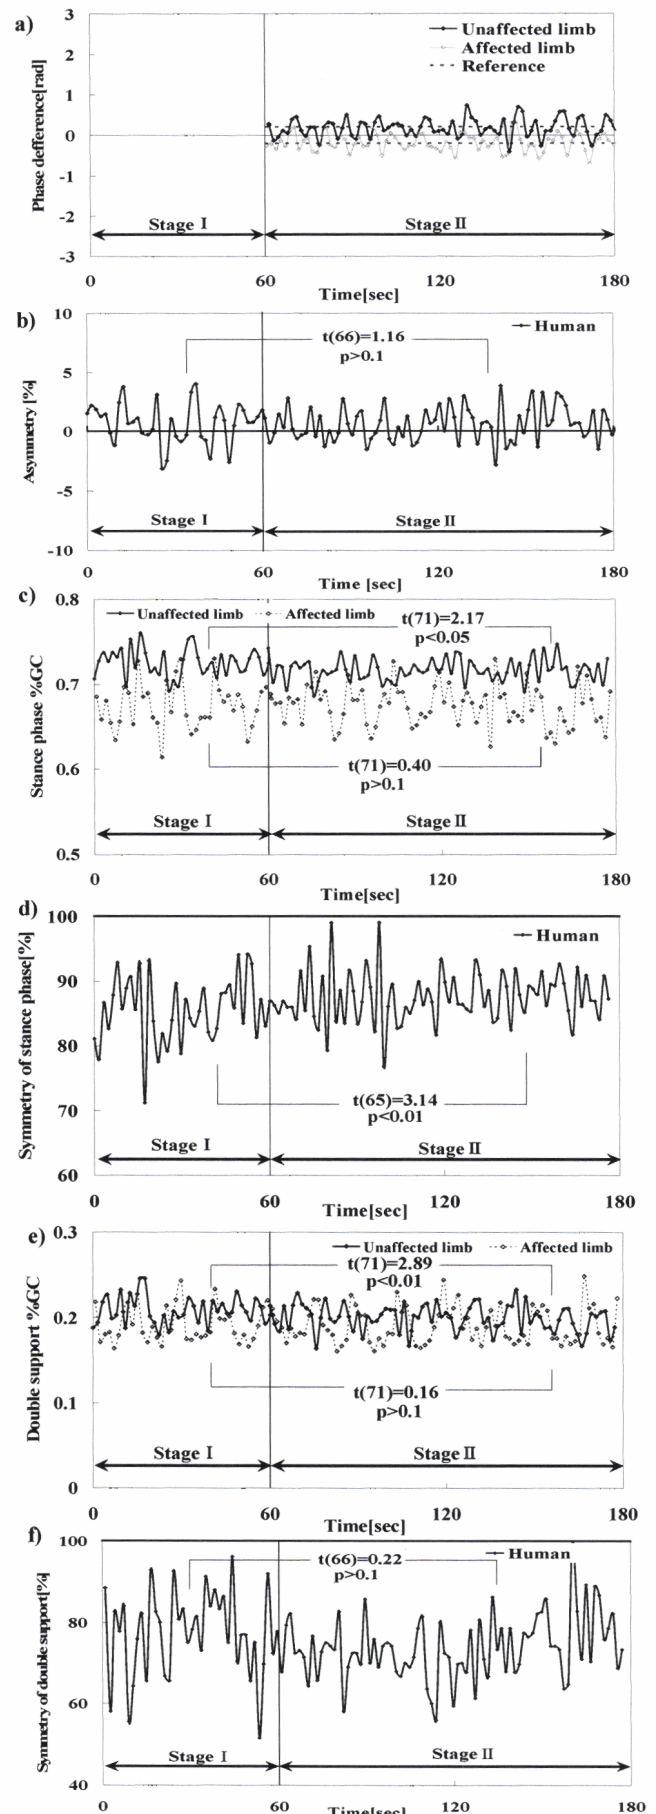 a)
3
2
1
0
-1
-2
-3
Phase defference[rad]
Unaffected limb
Affected limb
Reference
Stage I
Stage II
0
60
120
180
Time[sec]
b)
10
5
0
-5
-10
Asymmetry [%]
Human
t(66)=1.16
p>0.1
Stage I
Stage II
0
60
120
180
Time [sec]
c)
0.8
0.7
0.6
0.5
Stance phase %GC
Unaffected limb
Affected limb
t(71)=2.17
p<0.05
t(71)=0.40
p>0.1
Stage I
Stage II
0
60
120
180
Time[sec]
d)
100
90
80
70
60
Symmetry of stance phase[%]
Human
t(65)=3.14
p<0.01
Stage I
Stage II
0
60
120
180
Time[sec]
e)
0.3
0.2
0.1
0
Double support %GC
Unaffected limb
Affected limb
t(71)=2.89
p<0.01
t(71)=0.16
p>0.1
Stage I
Stage II
0
60
120
180
Time[sec]
f)
100
80
60
40
Symmetry of double support[%]
Human
t(66)=0.22
p>0.1
Stage I
Stage II
0
60
120
180
Time[sec]